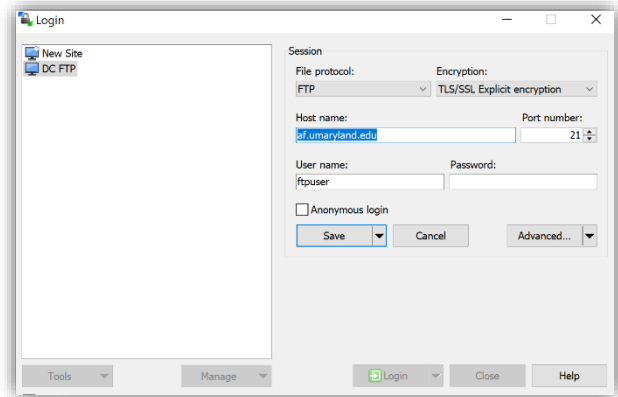 Login
New Site
DC FTP
Session
File protocol: Encryption:
FTP TLS/SSL Explicit encryption
Host name: Port number:
af.umaryland.edu 21
User name: Password:
ftpuser
Anonymous login
Save Cancel Advanced...
Tools Manage Login Close Help